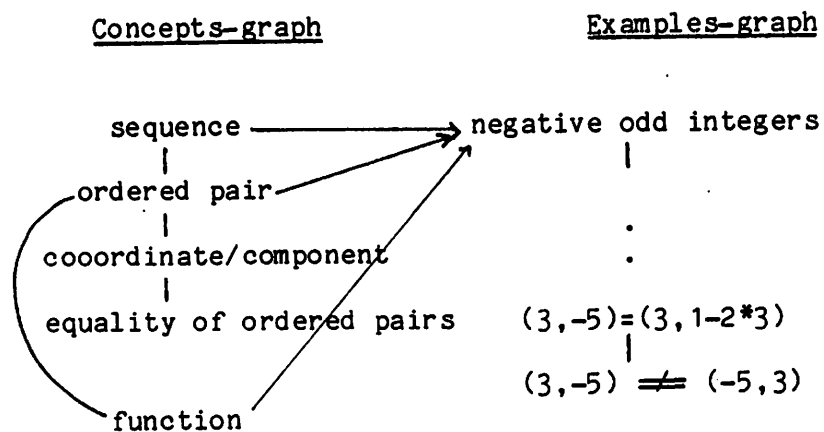 Concepts-graph
Examples-graph
sequence
negative odd integers
ordered pair
cooordinate/component
equality of ordered pairs
(3,-5)=(3,1-2*3)
(3,-5) ≠ (-5,3)
function